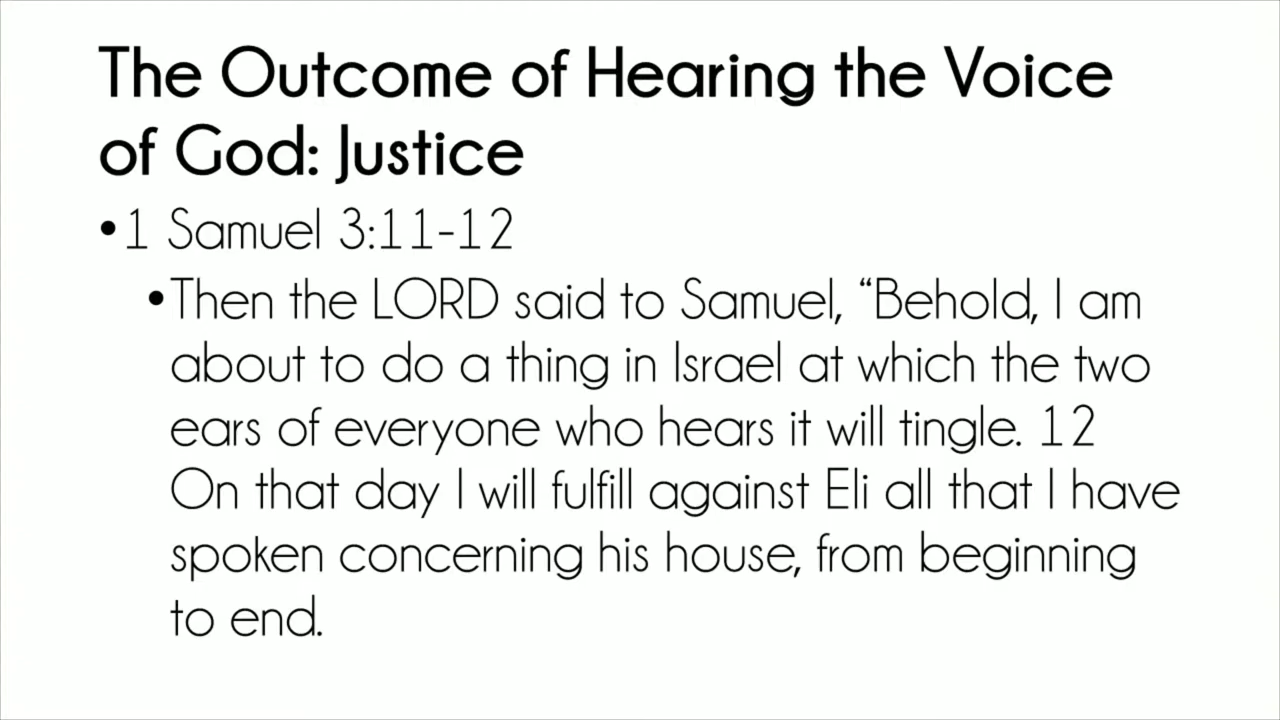 The Outcome of Hearing the Voice
of God: Justice
•1 Samuel 3:11-12
•Then the LORD said to Samuel, “Behold, I am
about to do a thing in Israel at which the two
ears of everyone who hears it will tingle. 12
On that day I will fulfill against Eli all that I have
spoken concerning his house, from beginning
to end.